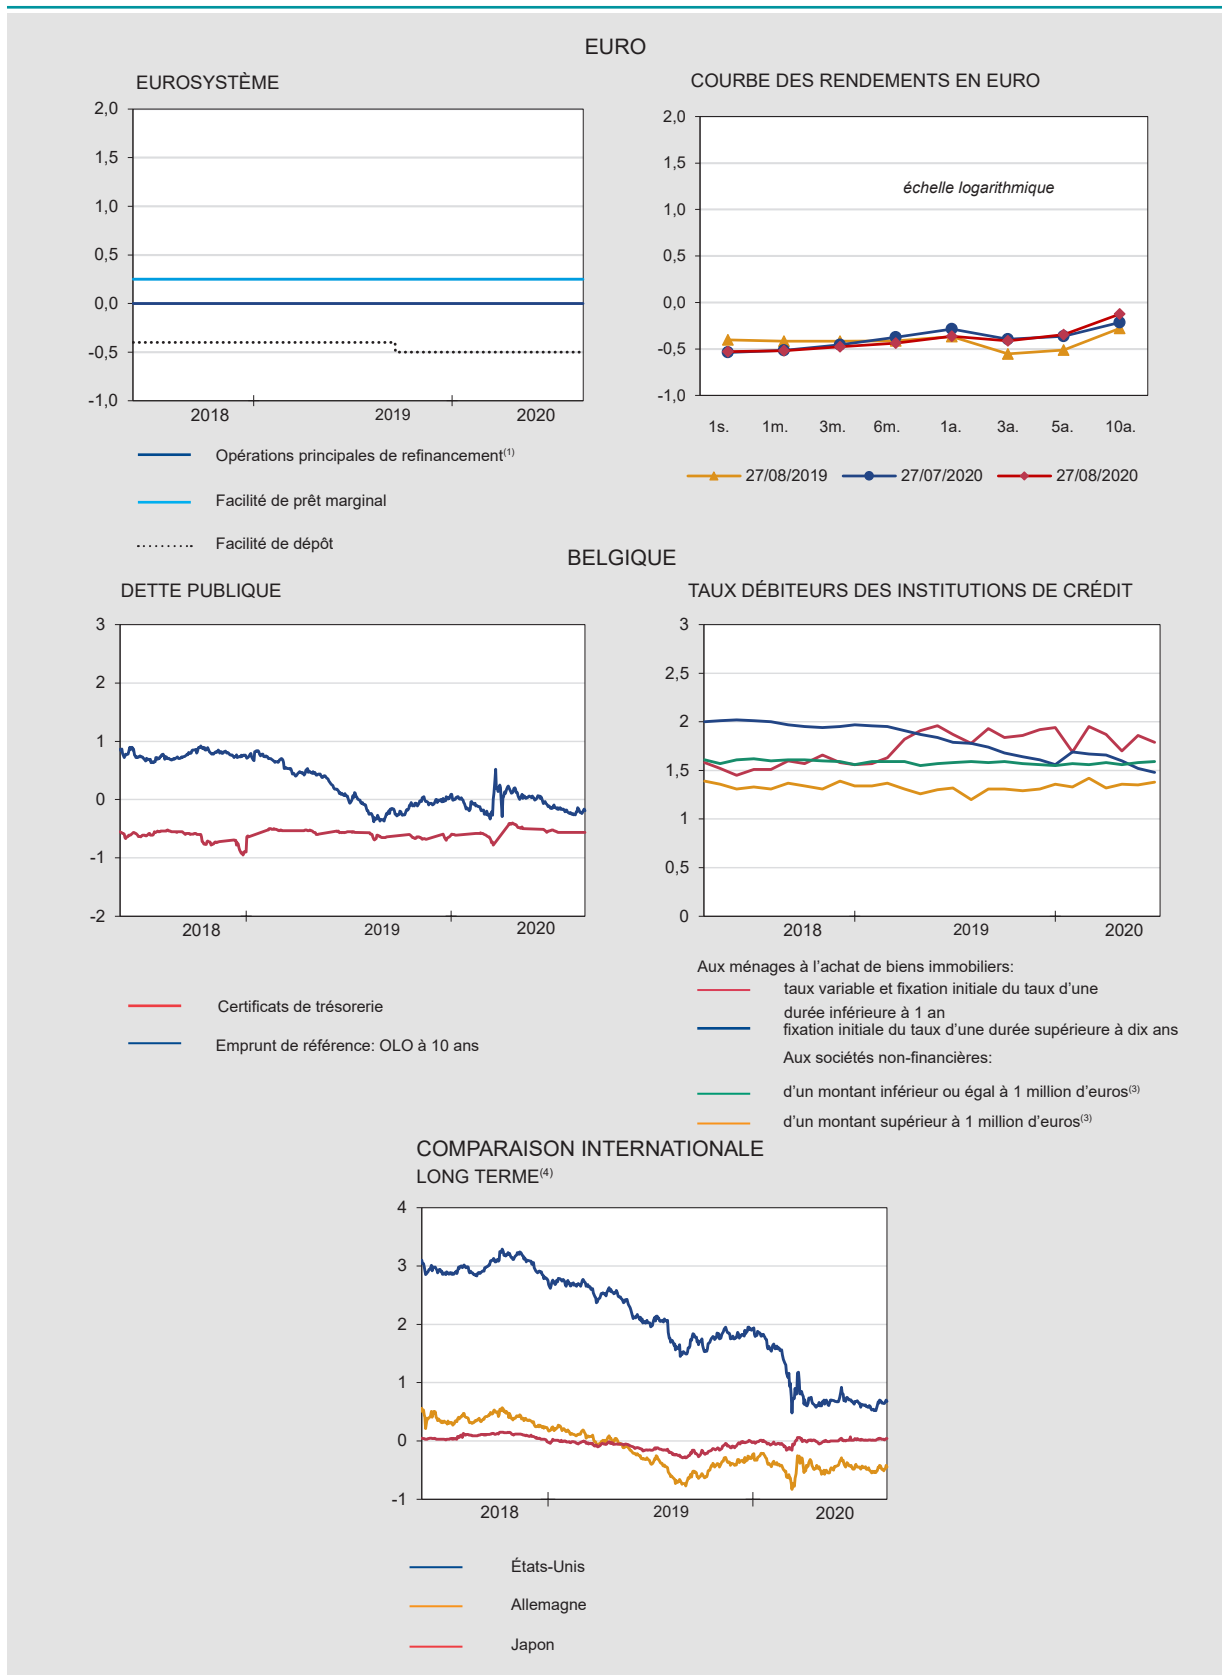 EURO
EUROSYSTÈME
2,0
1,5
1,0
0,5
0,0
-0,5
-1,0
2018 2019 2020
Opérations principales de refinancement(1)
Facilité de prêt marginal
Facilité de dépôt
COURBE DES RENDEMENTS EN EURO
2,0
1,5
1,0
0,5
0,0
-0,5
-1,0
échelle logarithmique
1s. 1m. 3m. 6m. 1a. 3a. 5a. 10a.
27/08/2019 27/07/2020 27/08/2020
BELGIQUE
DETTE PUBLIQUE
3
2
1
0
-1
-2
2018 2019 2020
Certificats de trésorerie
Emprunt de référence: OLO à 10 ans
TAUX DÉBITEURS DES INSTITUTIONS DE CRÉDIT
3
2,5
2
1,5
1
0,5
0
2018 2019 2020
Aux ménages à l’achat de biens immobiliers:
taux variable et fixation initiale du taux d’une
durée inférieure à 1 an
fixation initiale du taux d’une durée supérieure à dix ans
Aux sociétés non-financières:
d’un montant inférieur ou égal à 1 million d’euros(3)
d’un montant supérieur à 1 million d’euros(3)
COMPARAISON INTERNATIONALE
LONG TERME(4)
4
3
2
1
0
-1
2018 2019 2020
États-Unis
Allemagne
Japon